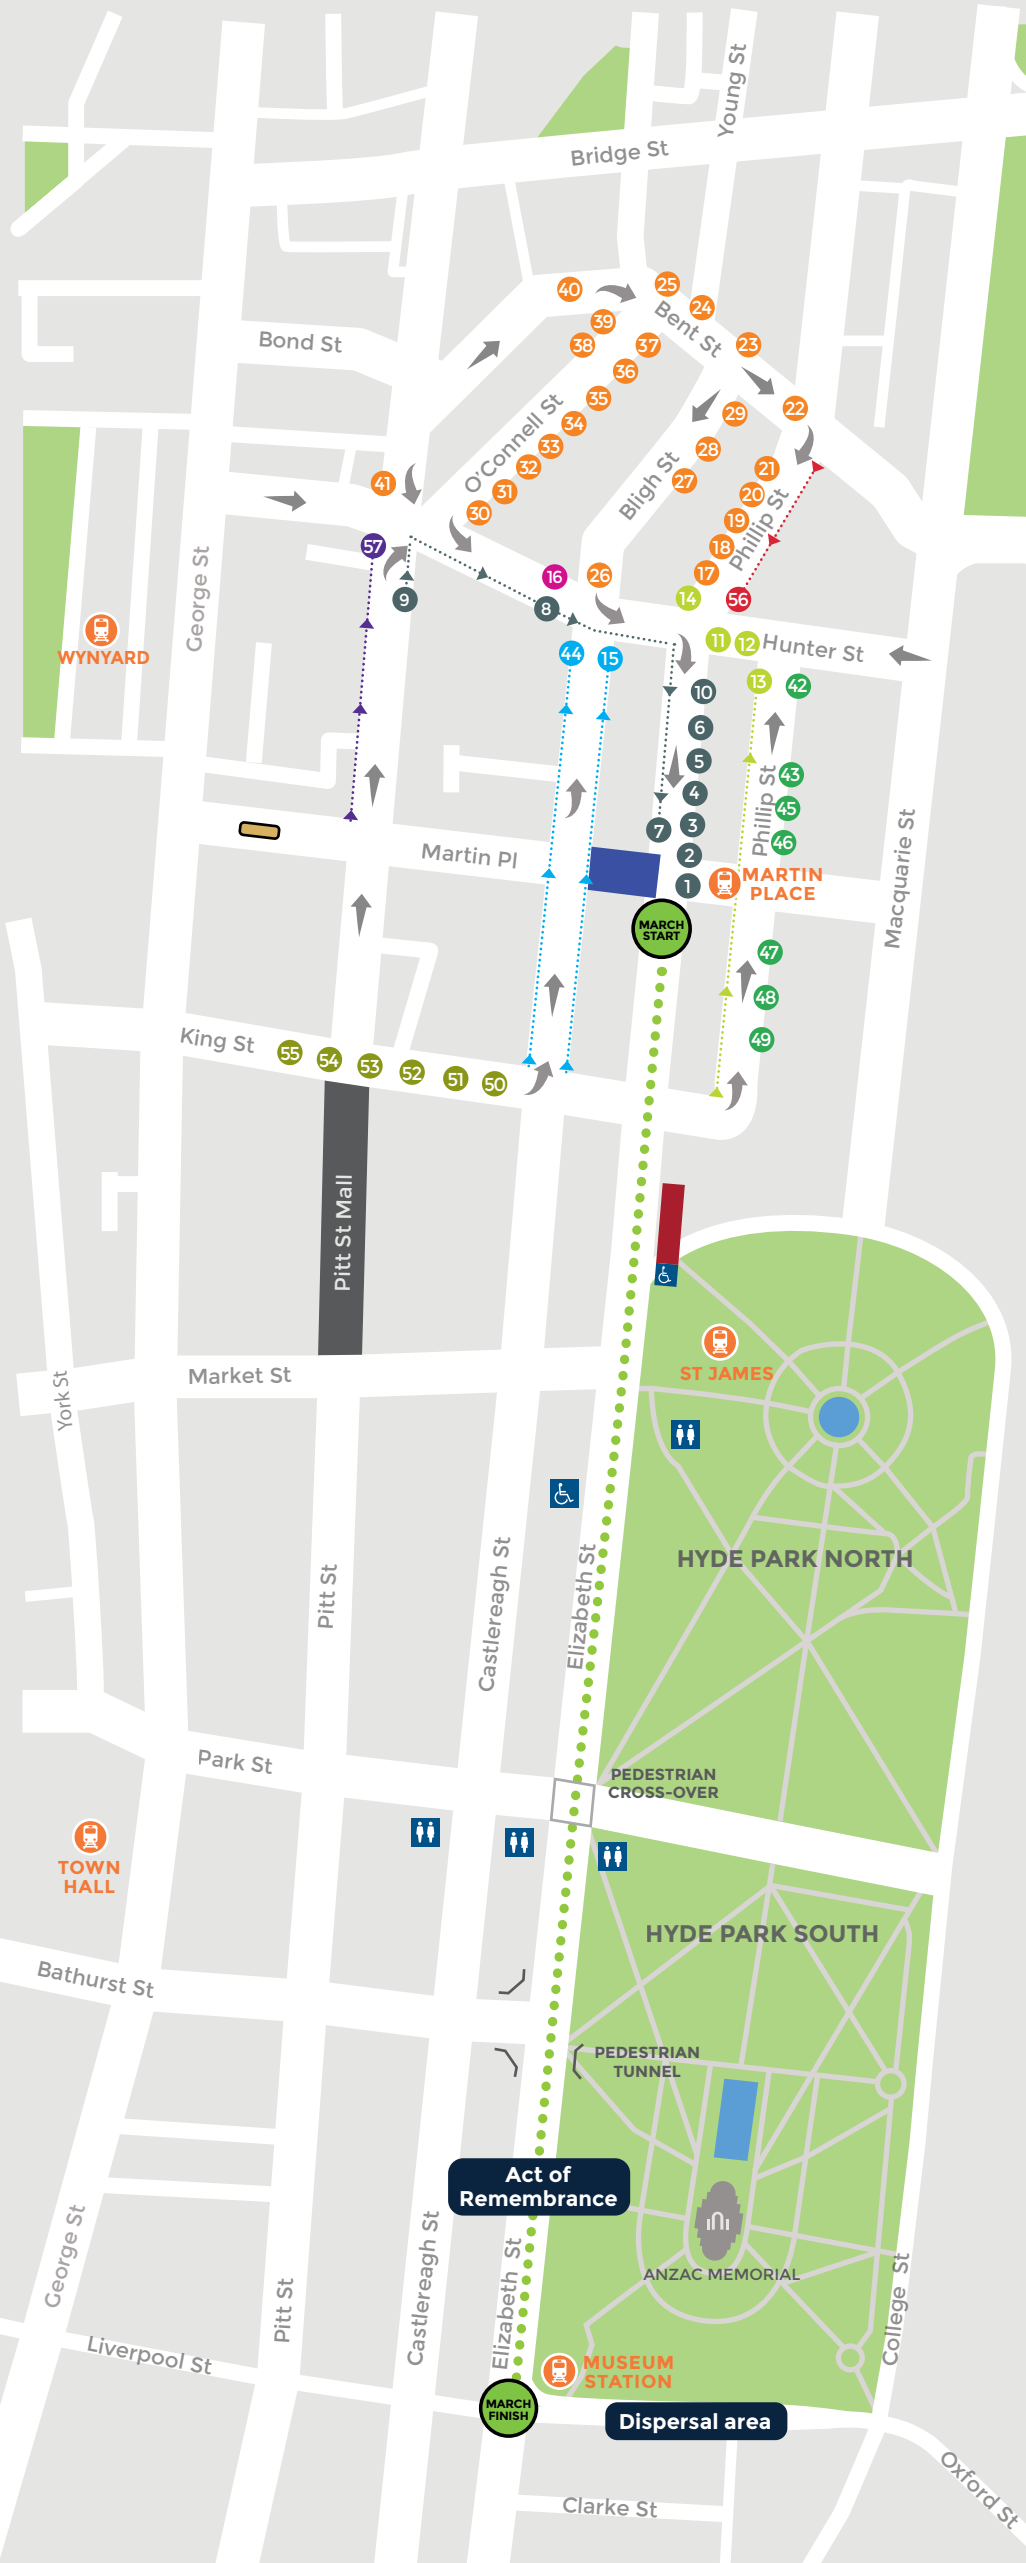 Young St
Bridge St
40
25
24
39
Bent St
38
37
23
Bond St
36
35
22
34
29
O'Connell St
33
28
32
21
41
31
27
Bligh St
20
30
19
Phillip St
57
18
16
26
17
George St
9
8
14
56
WYNYARD
11
12
Hunter St
44
15
13
42
10
6
5
43
4
Phillip St
45
3
7
46
Martin Pl
2
1
MARTIN
PLACE
Macquarie St
MARCH
START
47
48
King St
49
55
54
53
52
51
50
Pitt St Mall
ST JAMES
Market St
York St
HYDE PARK NORTH
Pitt St
Castlereagh St
Elizabeth St
Park St
PEDESTRIAN
CROSS-OVER
TOWN
HALL
HYDE PARK SOUTH
Bathurst St
PEDESTRIAN
TUNNEL
Act of
Remembrance
ANZAC MEMORIAL
George St
Pitt St
Castlereagh St
Elizabeth St
College St
Liverpool St
MUSEUM
STATION
MARCH
FINISH
Dispersal area
Oxford St
Clarke St